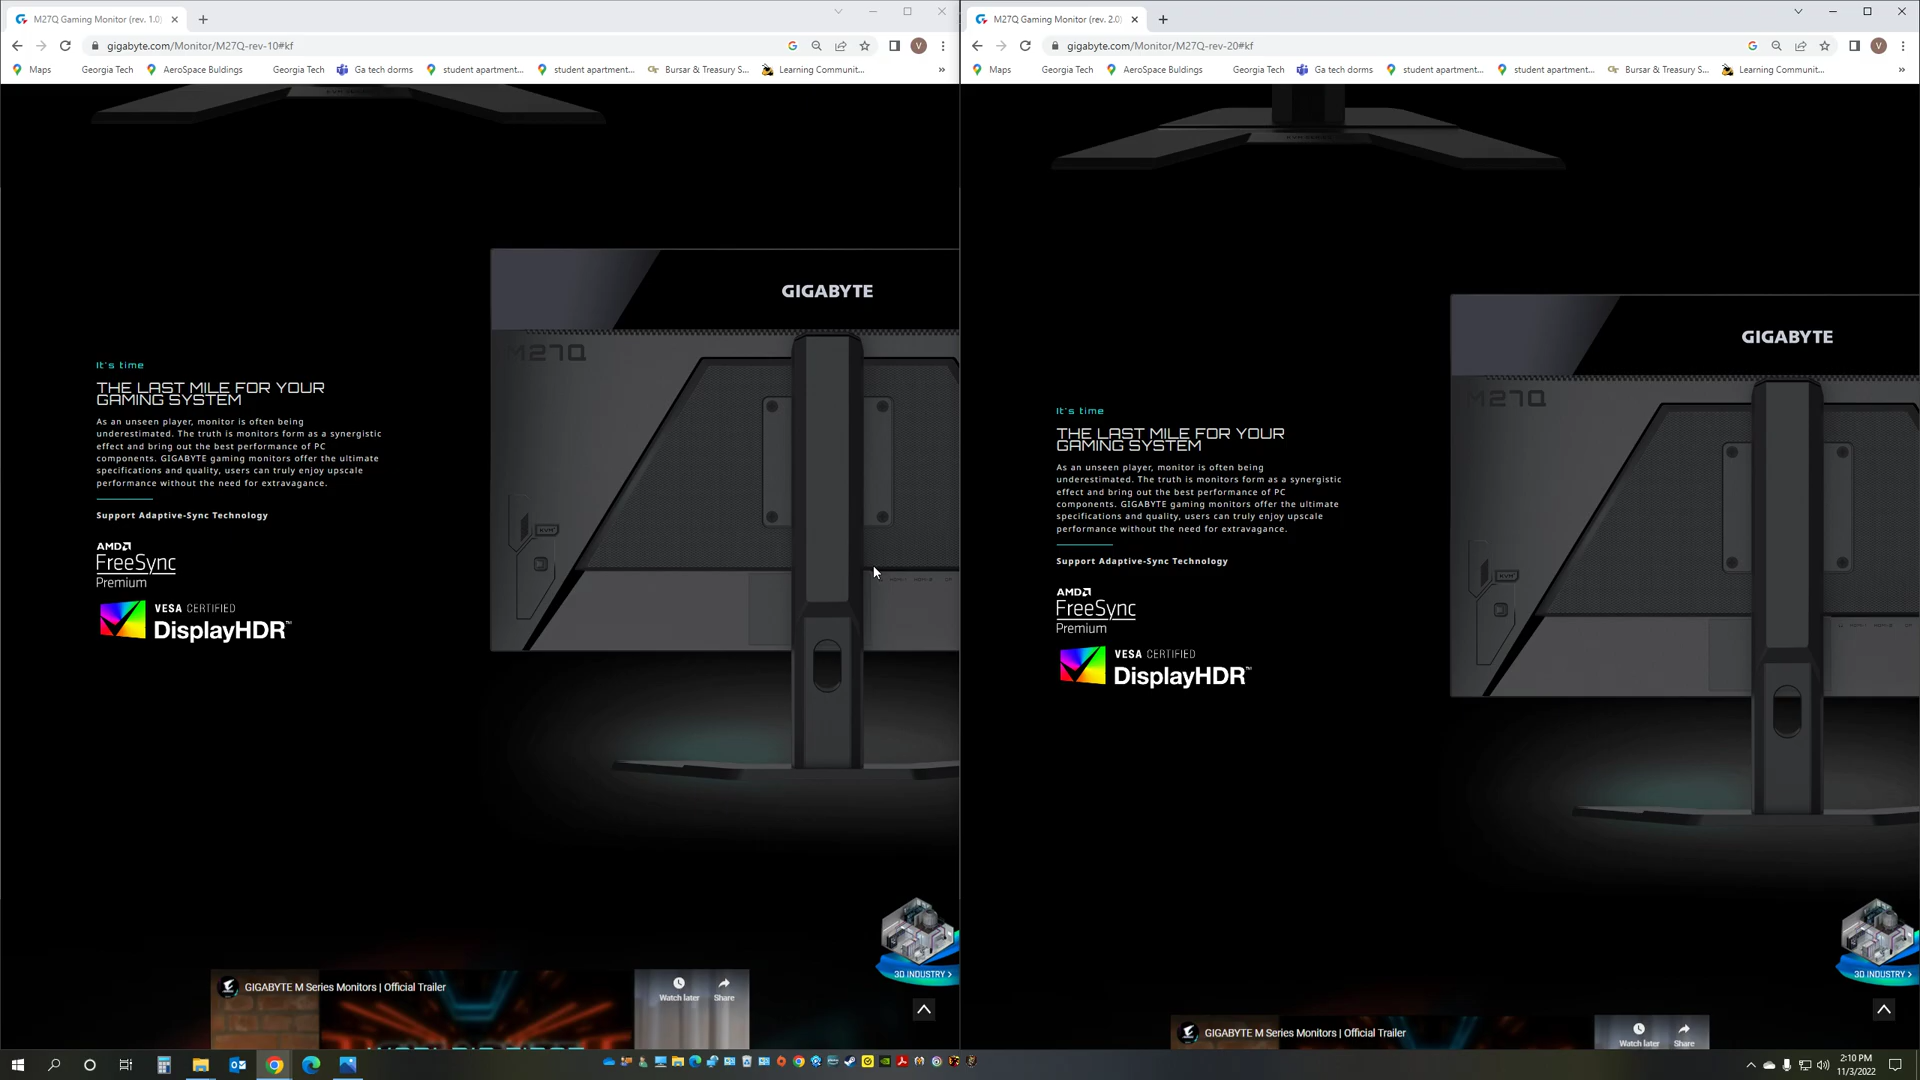 M27Q Gaming Monitor (rev. 1.0)
gigabyte.com/Monitor/M27Q-rev-10#kf
V
Maps
Georgia Tech
AeroSpace Buldings
Georgia Tech
Ga tech dorms
student apartment...
student apartment...
Bursar & Treasury S...
Learning Communit...
»
GIGABYTE
M27Q
It's time
THE LAST MILE FOR YOUR
GAMING SYSTEM
As an unseen player, monitor is often being
underestimated. The truth is monitors form as a synergistic
effect and bring out the best performance of PC
components. GIGABYTE gaming monitors offer the ultimate
specifications and quality, users can truly enjoy upscale
performance without the need for extravagance.
Support Adaptive-Sync Technology
AMD
FreeSync
Premium
VESA CERTIFIED
DisplayHDR™
KVM
3D INDUSTRY >
GIGABYTE M Series Monitors | Official Trailer
Watch later
Share
WORLD'S FIRST
M27Q Gaming Monitor (rev. 2.0)
gigabyte.com/Monitor/M27Q-rev-20#kf
V
Maps
Georgia Tech
AeroSpace Buldings
Georgia Tech
Ga tech dorms
student apartment...
student apartment...
Bursar & Treasury S...
Learning Communit...
»
GIGABYTE
M27Q
It's time
THE LAST MILE FOR YOUR
GAMING SYSTEM
As an unseen player, monitor is often being
underestimated. The truth is monitors form as a synergistic
effect and bring out the best performance of PC
components. GIGABYTE gaming monitors offer the ultimate
specifications and quality, users can truly enjoy upscale
performance without the need for extravagance.
Support Adaptive-Sync Technology
AMD
FreeSync
Premium
VESA CERTIFIED
DisplayHDR™
KVM
3D INDUSTRY >
GIGABYTE M Series Monitors | Official Trailer
Watch later
Share
2:10 PM
11/3/2022